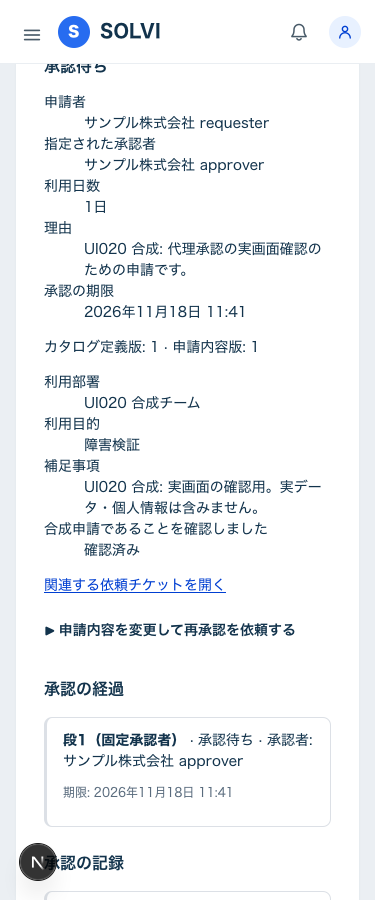 S SOLVI
承認待ち
申請者
サンプル株式会社 requester
指定された承認者
サンプル株式会社 approver
利用日数
1日
理由
UI020 合成: 代理承認の実画面確認の
ための申請です。
承認の期限
2026年11月18日 11:41
カタログ定義版: 1 · 申請内容版: 1
利用部署
UI020 合成チーム
利用目的
障害検証
補足事項
UI020 合成: 実画面の確認用。実デー
タ・個人情報は含みません。
合成申請であることを確認しました
確認済み
関連する依頼チケットを開く
▶ 申請内容を変更して再承認を依頼する
承認の経過
段1（固定承認者） · 承認待ち · 承認者:
サンプル株式会社 approver
期限: 2026年11月18日 11:41
N
承認の記録